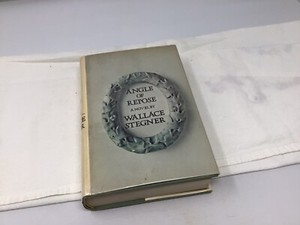 ANGLE
OF
REPOSE
A NOVEL BY
WALLACE
STEGNER